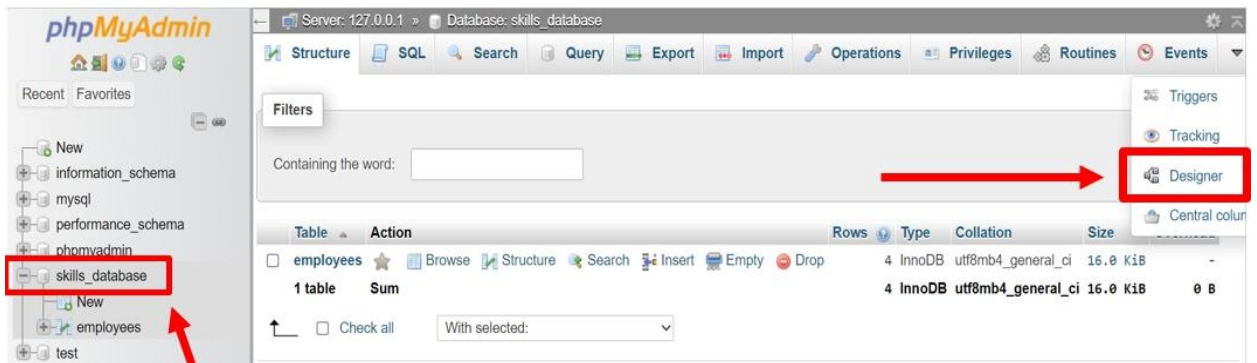 phpMyAdmin
Recent Favorites
New
information_schema
mysql
performance_schema
phpmyadmin
skills_database
New
employees
test
Server: 127.0.0.1 » Database: skills_database
Structure SQL Search Query Export Import Operations Privileges Routines Events
Triggers
Tracking
Designer
Central colum
Filters
Containing the word:
Table Action Rows Type Collation Size Overhead
employees Browse Structure Search Insert Empty Drop 4 InnoDB utf8mb4_general_ci 16.0 KiB -
1 table Sum 4 InnoDB utf8mb4_general_ci 16.0 KiB 0 B
Check all With selected: